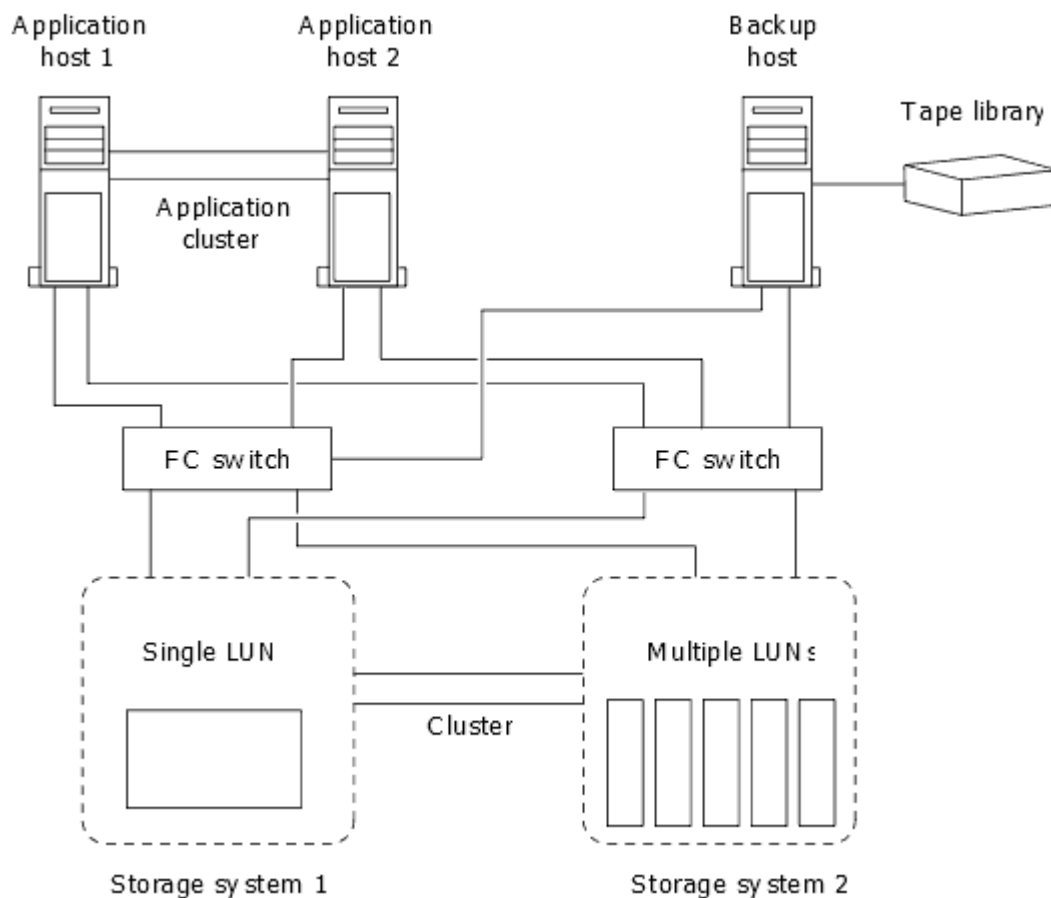 Application
host 1
Application
host 2
Backup
host
Tape library
Application
cluster
FC switch
FC switch
Single LUN
Multiple LUNs
Cluster
Storage system 1
Storage system 2